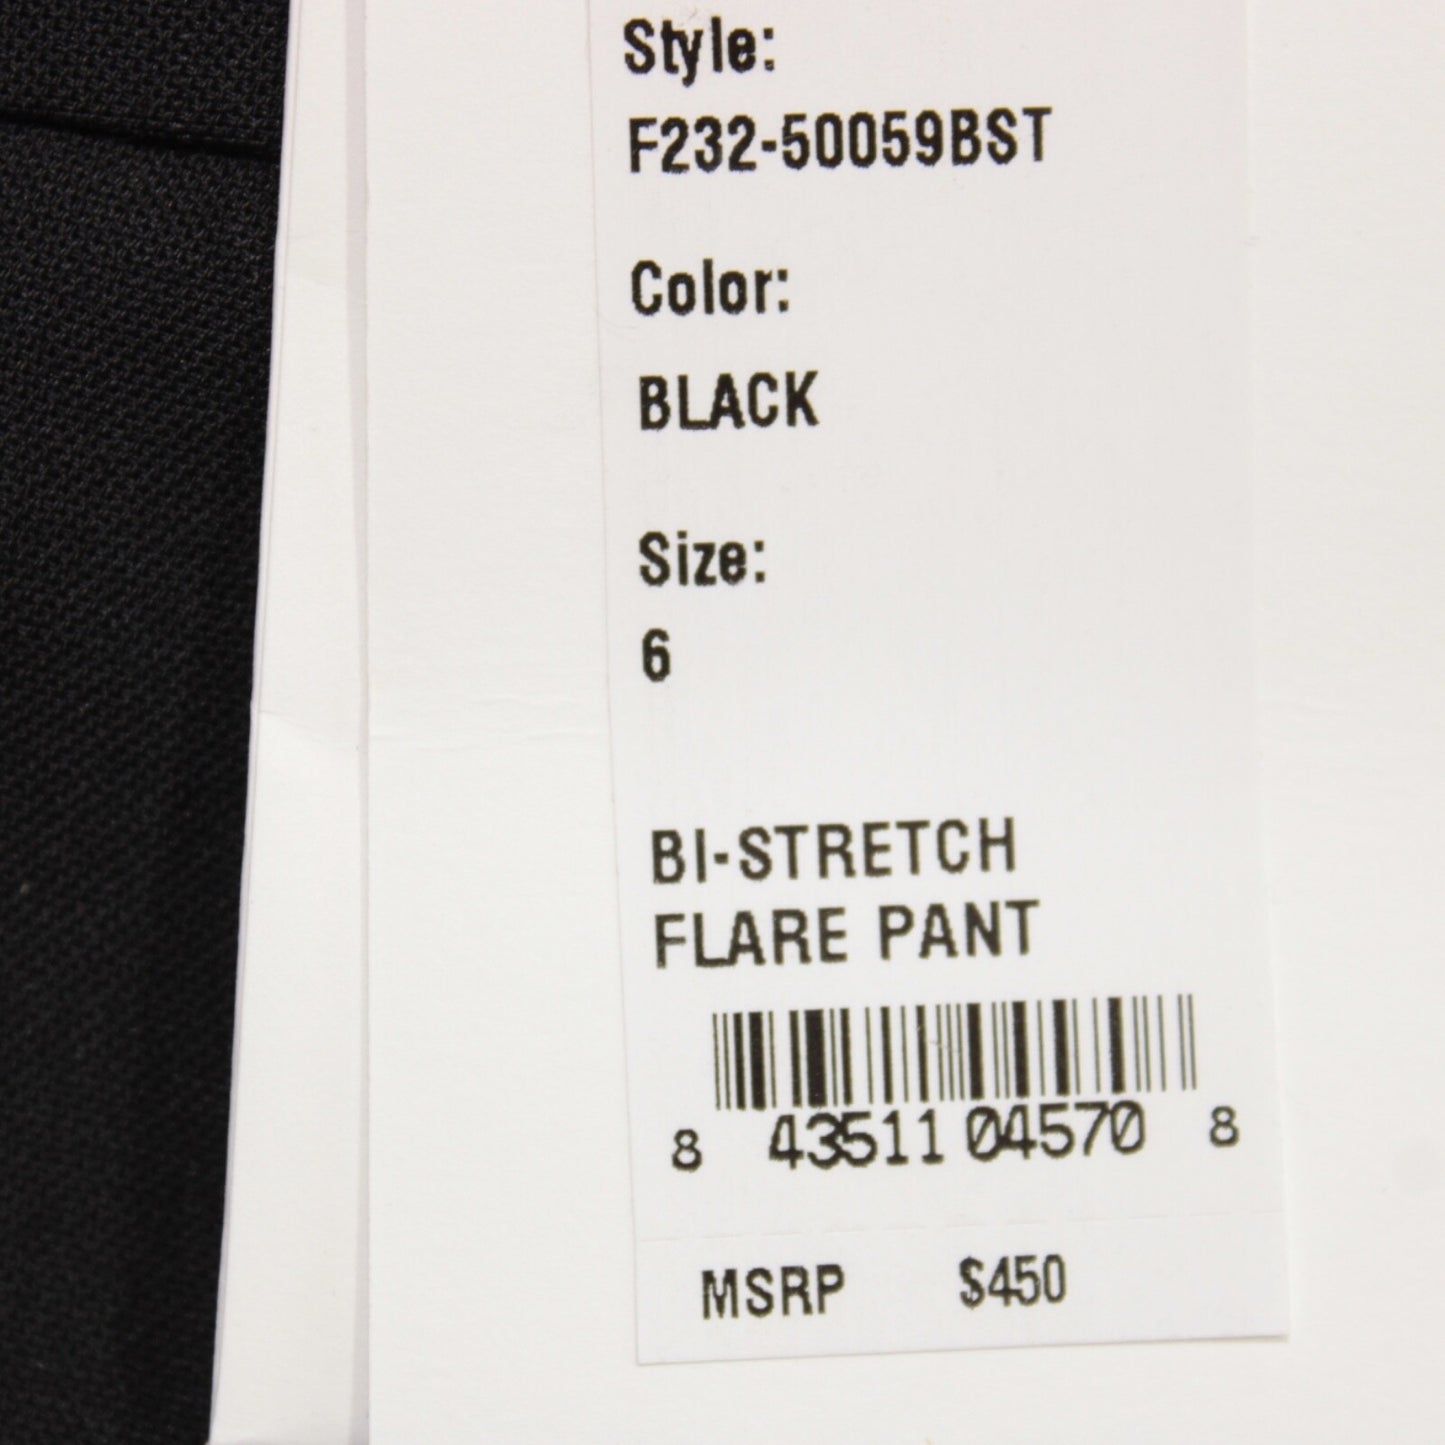 Style:
F232-50059BST
Color:
BLACK
Size:
6
BI-STRETCH
FLARE PANT
8 43511 04570 8
MSRP $450